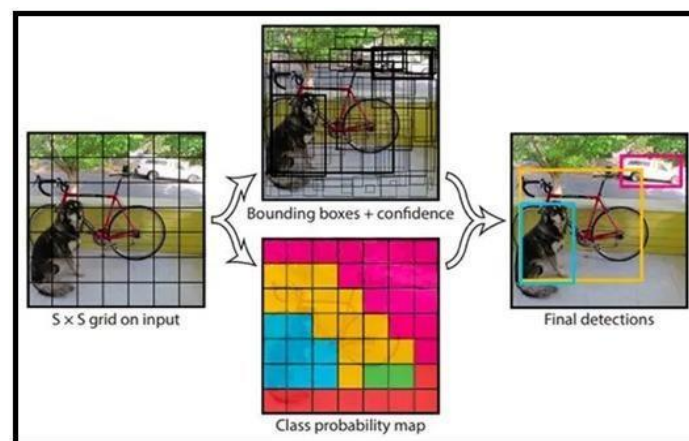 Bounding boxes + confidence
S × S grid on input
Final detections
Class probability map